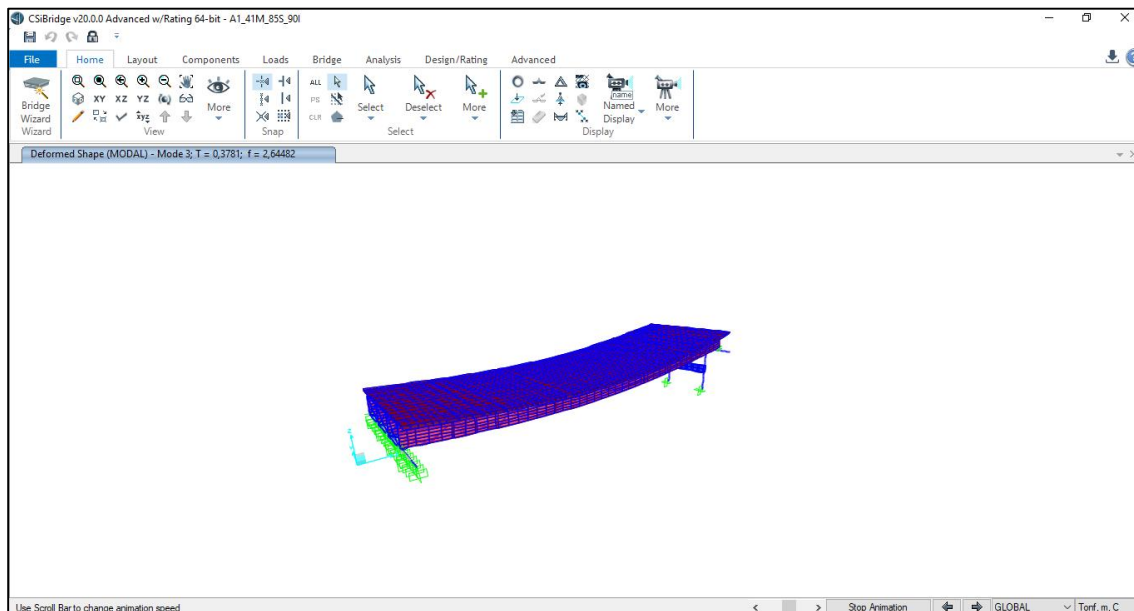 CSiBridge v20.0.0 Advanced w/Rating 64-bit - A1_41M_85S_90I
File Home Layout Components Loads Bridge Analysis Design/Rating Advanced
Bridge Wizard
XY XZ YZ
xyz
More
ALL
PS
CLR
Select
Deselect
More
name
Named Display
More
Wizard View Snap Select Display
Deformed Shape (MODAL) - Mode 3; T = 0,3781; f = 2,64482
Use Scroll Bar to change animation speed Stop Animation GLOBAL Tonf, m, C